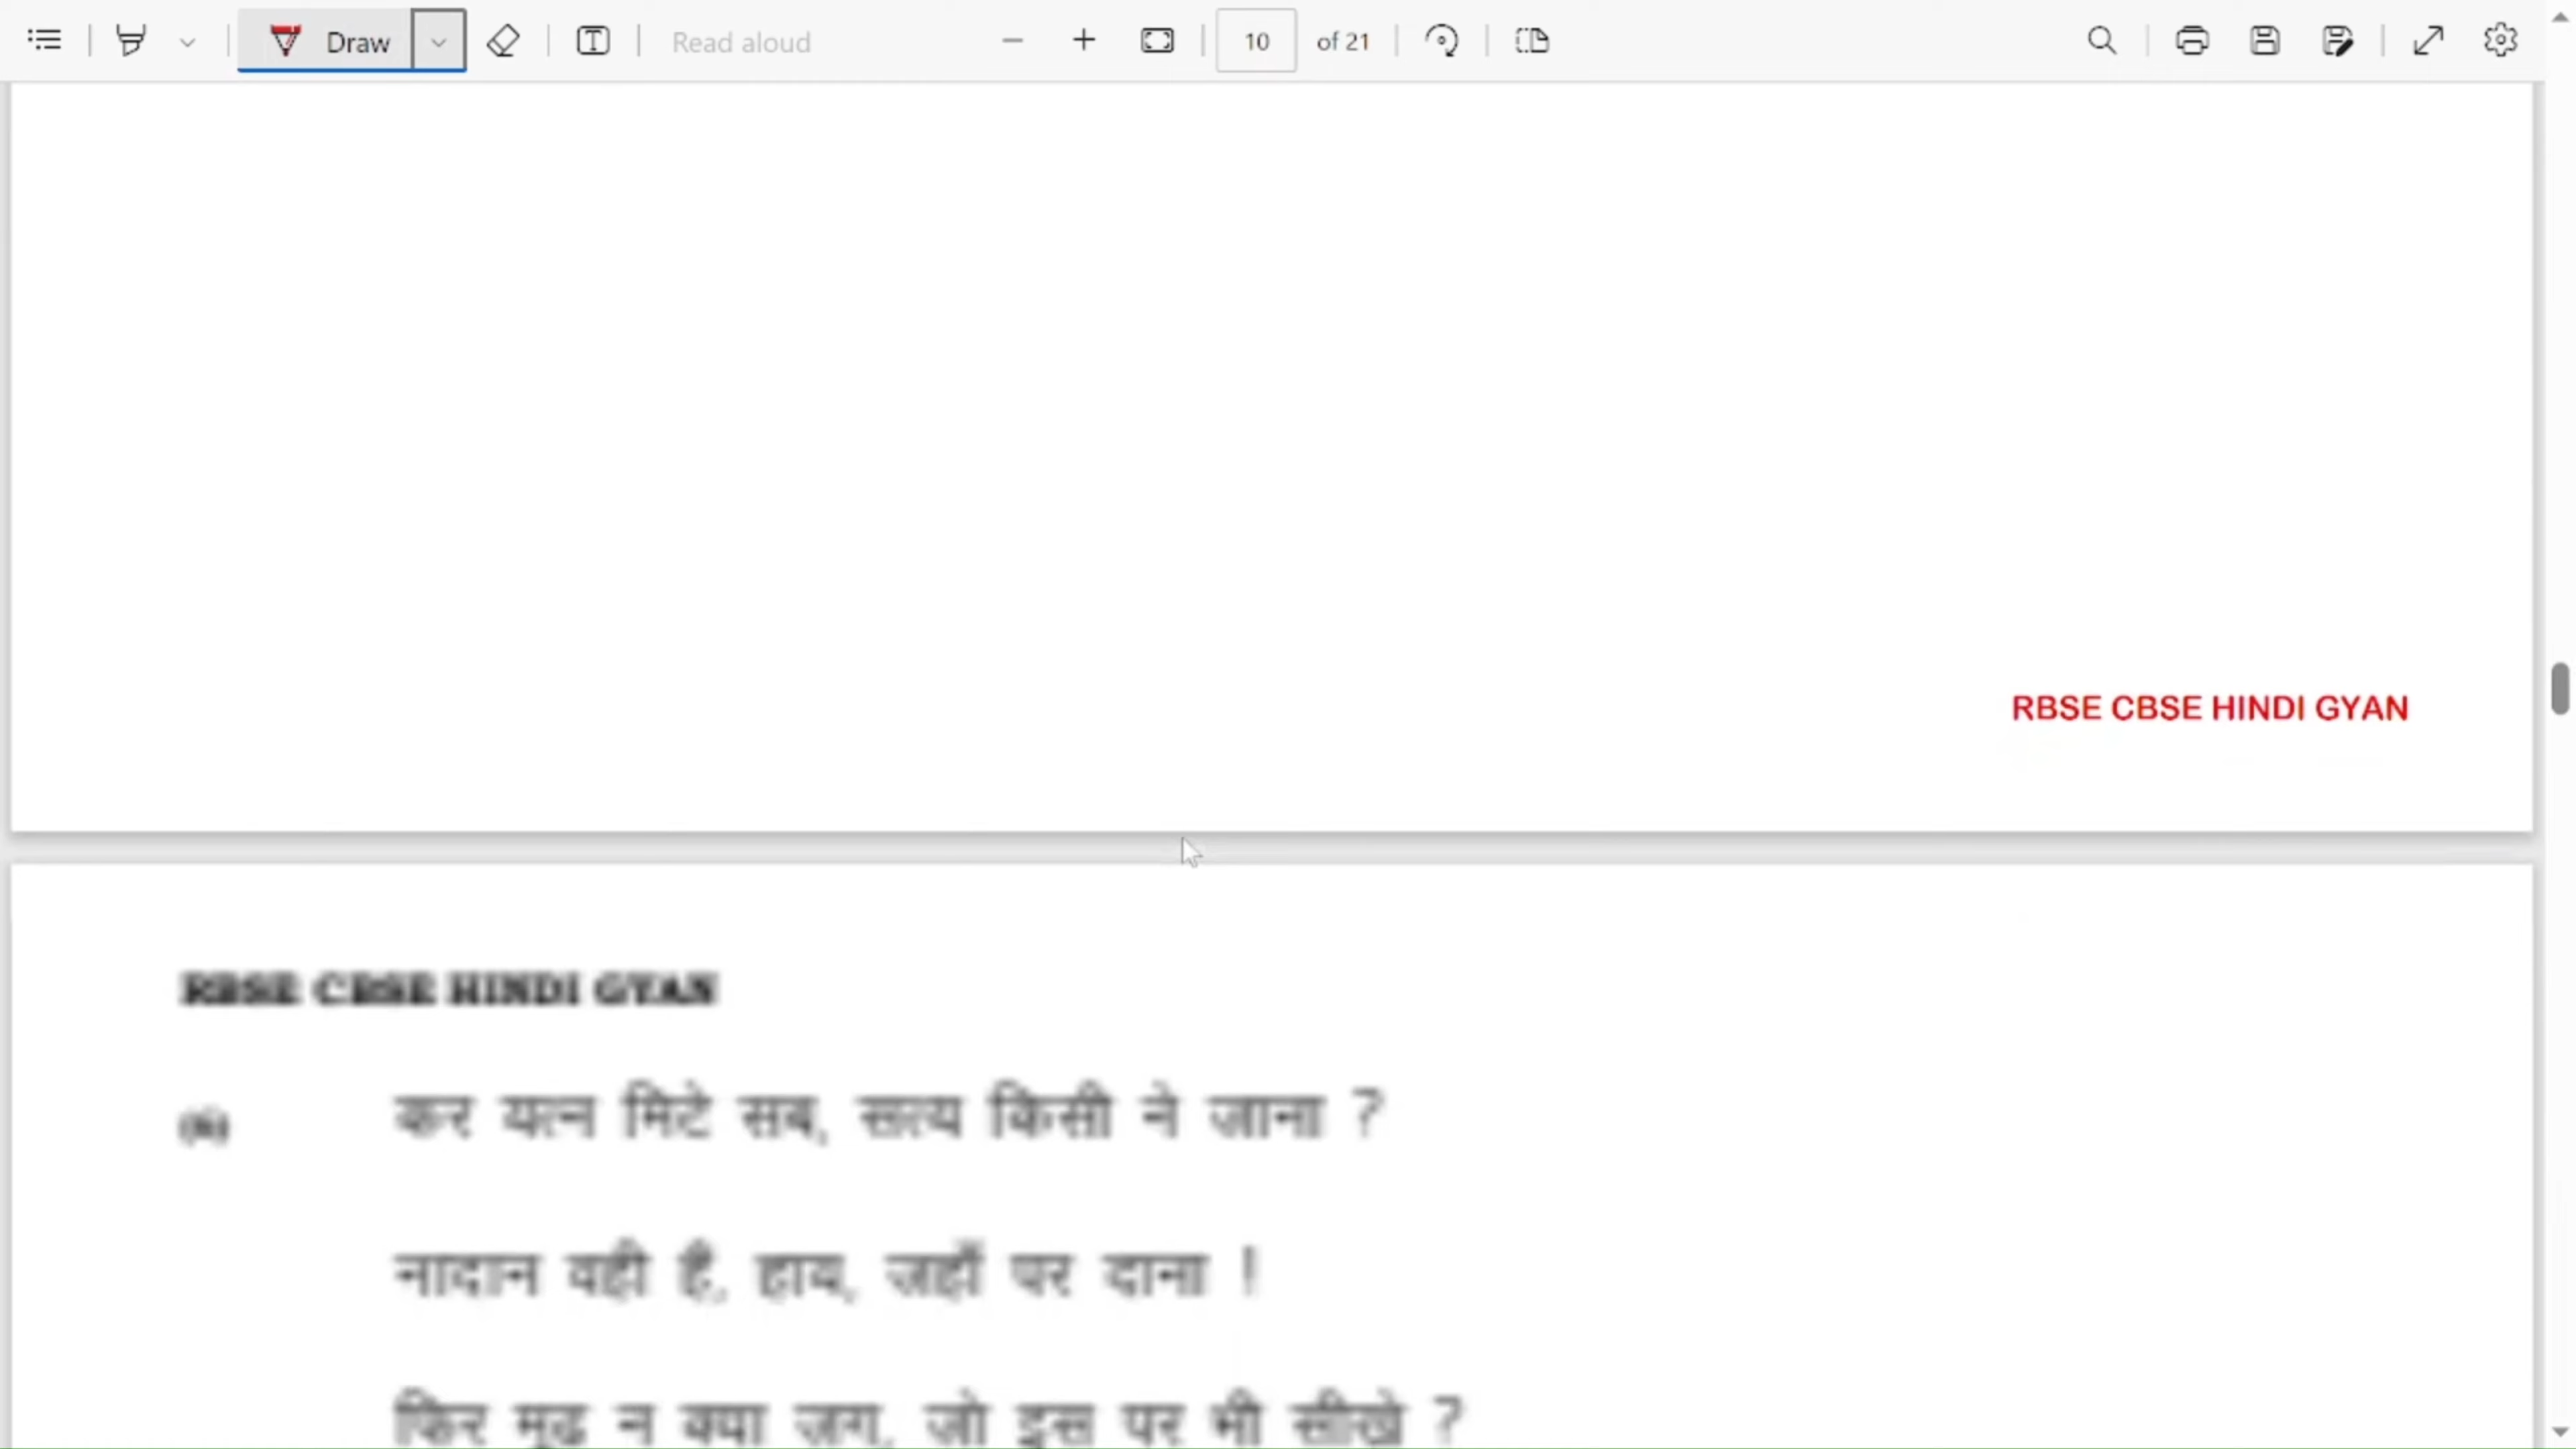 Draw
Read aloud
10 of 21
RBSE CBSE HINDI GYAN
RBSE CBSE HINDI GYAN
(6) कर यत्न मिटे सब, सत्य किसी ने जाना ?
नादान वही है, हाय, जहाँ पर दाना !
फिर मूढ न क्या जग, जो इस पर भी सीखे ?